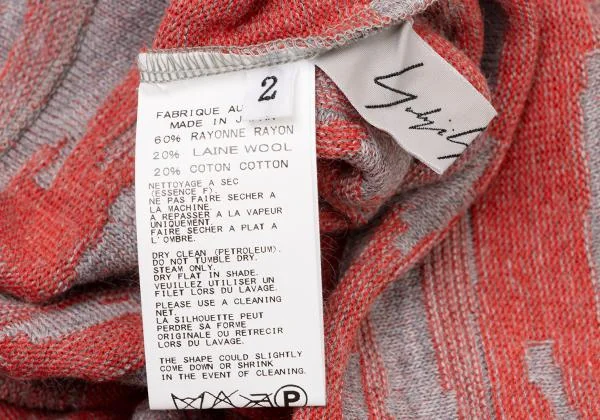 2
FABRIQUE AU
MADE IN
60% RAYONNE RAYON
20% LAINE WOOL
20% COTON COTTON
NETTOYAGE A SEC
(ESSENCE F).
NE PAS FAIRE SECHER A
LA MACHINE.
A REPASSER A LA VAPEUR
UNIQUEMENT
FAIRE SECHER A PLAT A
L'OMBRE.
DRY CLEAN (PETROLEUM).
DO NOT TUMBLE DRY.
STEAM ONLY.
DRY FLAT IN SHADE.
VEUILLEZ UTILISER UN
FILET LORS DU LAVAGE.
PLEASE USE A CLEANING
NET.
LA SILHOUETTE PEUT
PERDRE SA FORME
ORIGINALE OU RETRECIR
LORS DU LAVAGE.
THE SHAPE COULD SLIGHTLY
COME DOWN OR SHRINK
IN THE EVENT OF CLEANING.
P